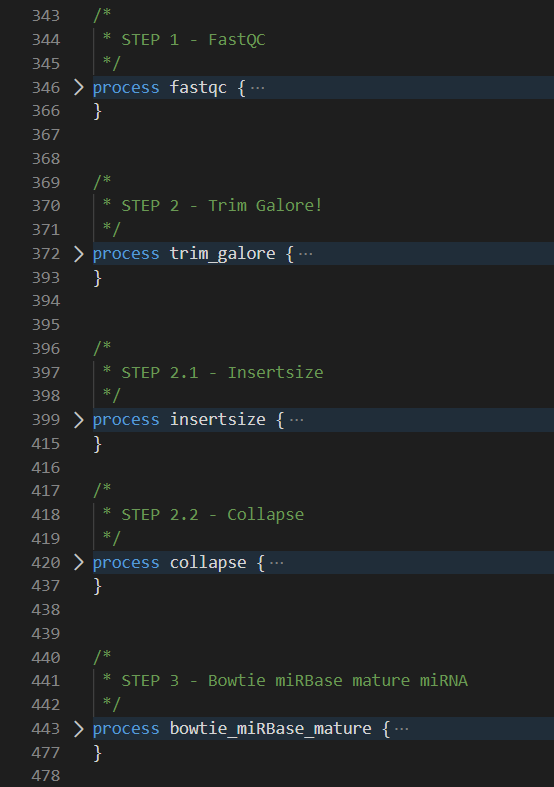 343 /*
344  * STEP 1 - FastQC
345  */
346 > process fastqc { ···
366 }
367
368
369 /*
370  * STEP 2 - Trim Galore!
371  */
372 > process trim_galore { ···
393 }
394
395
396 /*
397  * STEP 2.1 - Insertsize
398  */
399 > process insertsize { ···
415 }
416
417 /*
418  * STEP 2.2 - Collapse
419  */
420 > process collapse { ···
437 }
438
439
440 /*
441  * STEP 3 - Bowtie miRBase mature miRNA
442  */
443 > process bowtie_miRBase_mature { ···
477 }
478